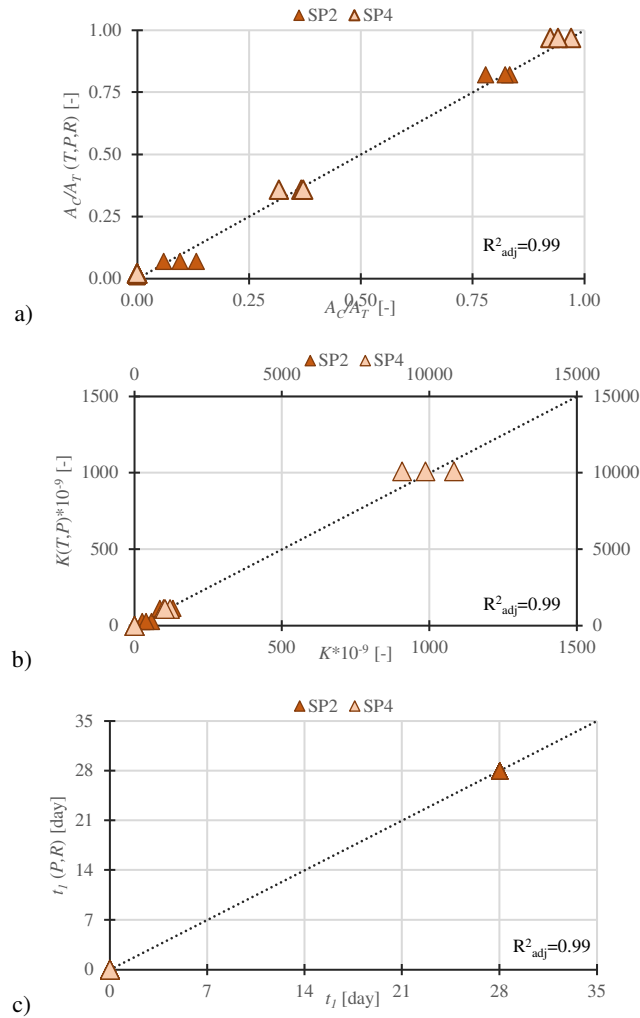 SP2 SP4
1.00
0.75
0.50
0.25
0.00
A_C/A_T (T,P,R) [-]
R²adj=0.99
0.00 0.25 0.50 0.75 1.00
A_C/A_T [-]
a)
SP2 SP4
0 5000 10000 15000
1500 15000
1000 10000
500 5000
0 0
K(T,P)*10⁻⁹ [-]
R²adj=0.99
500 1000 1500
K*10⁻⁹ [-]
b)
SP2 SP4
35
28
21
14
7
0
t₁ (P,R) [day]
R²adj=0.99
0 7 14 21 28 35
t₁ [day]
c)